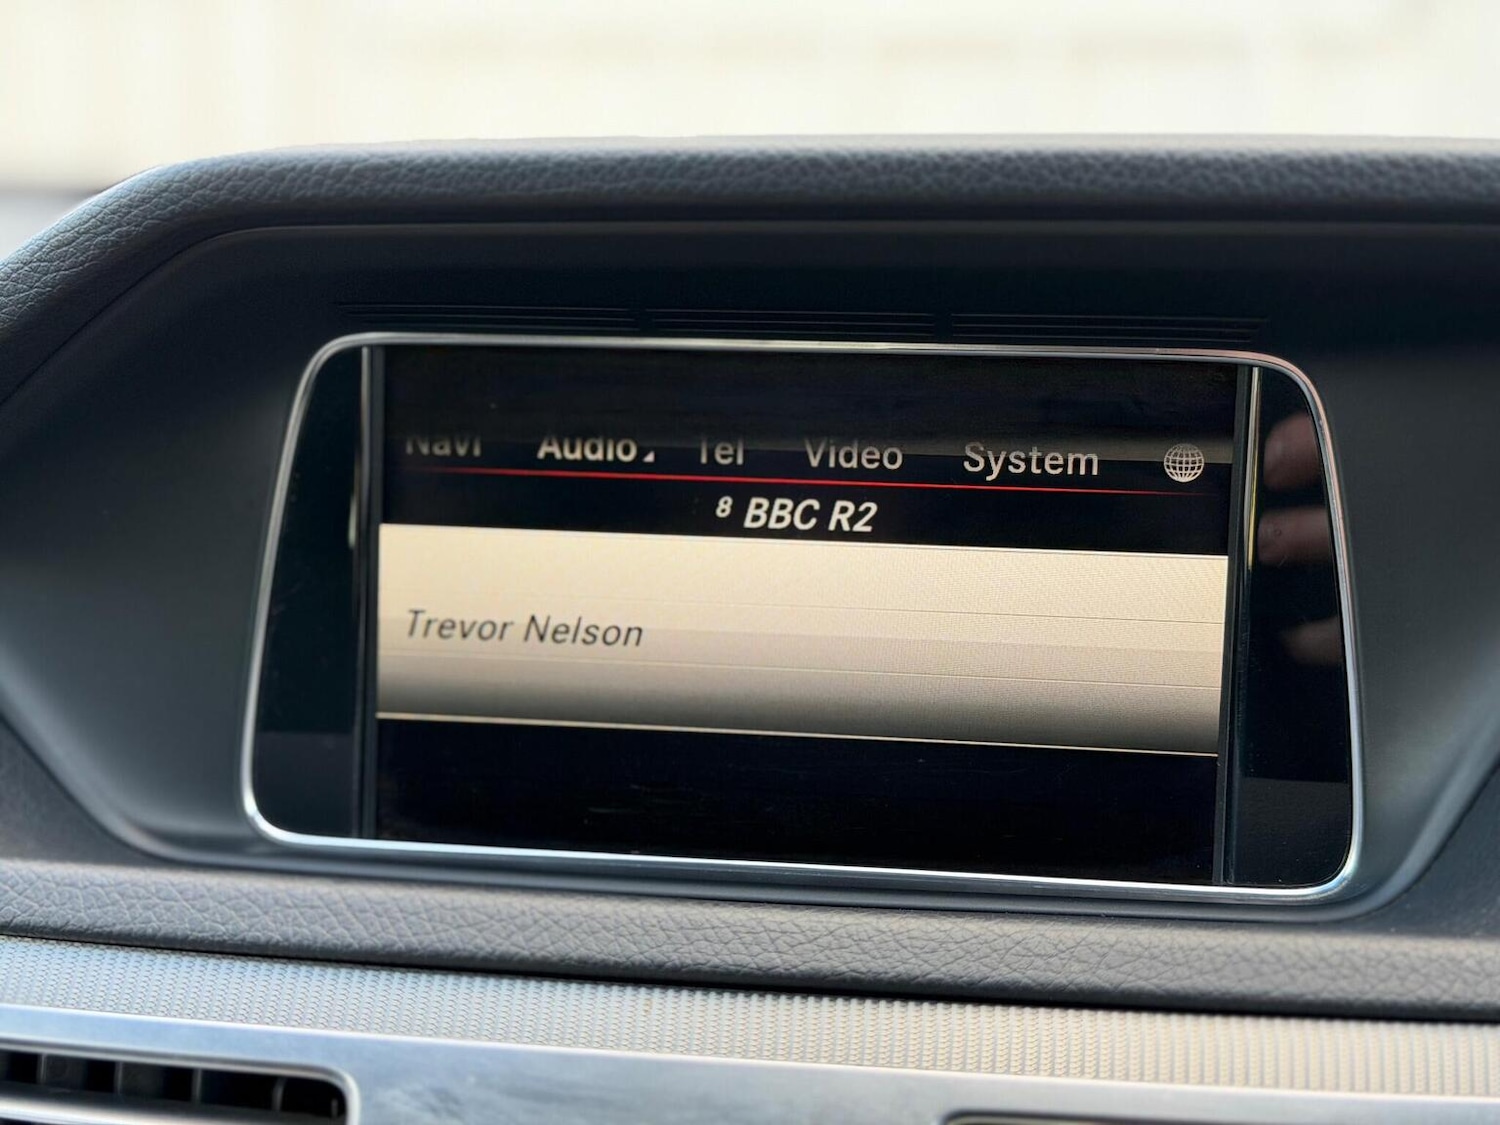 Navi Audio Tel Video System
8 BBC R2
Trevor Nelson